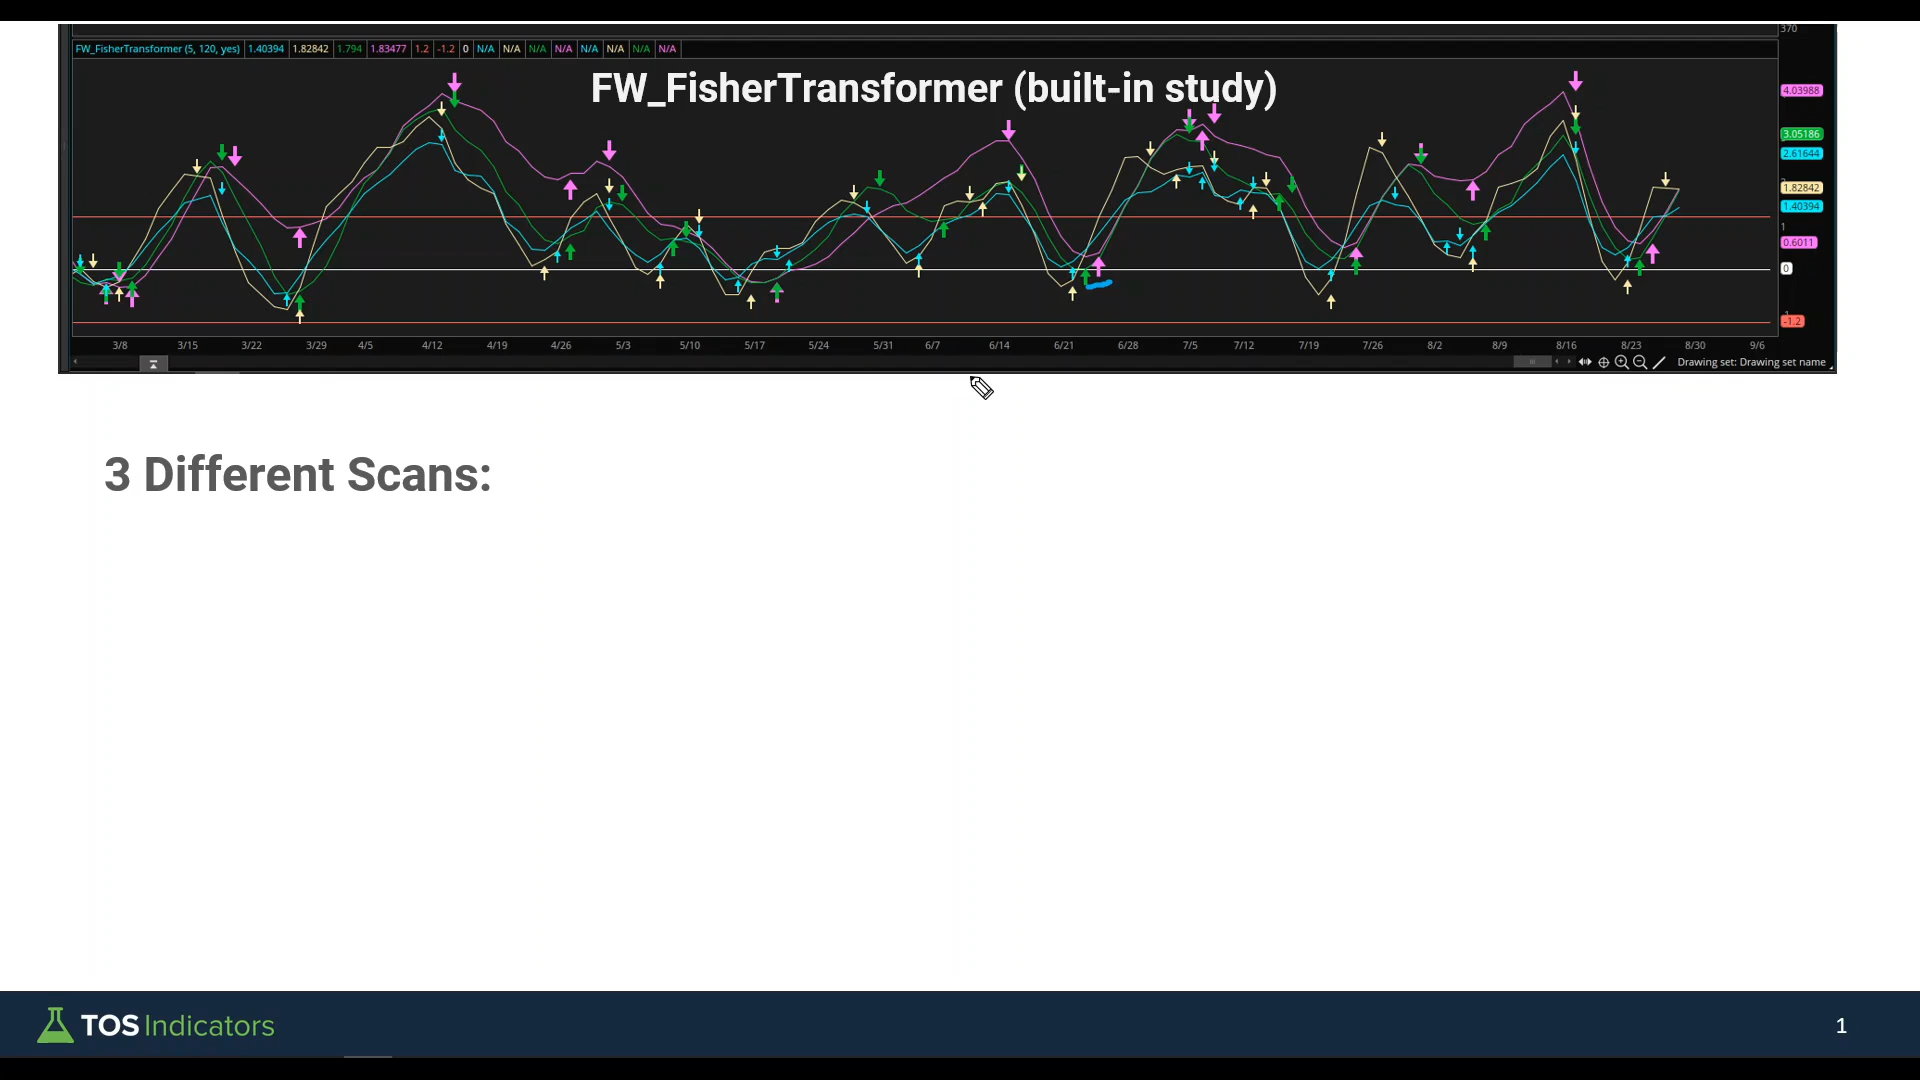 370
FW_FisherTransformer (5, 120, yes) 1.40394 1.82842 1.794 1.83477 1.2 -1.2 0 N/A N/A N/A N/A N/A N/A N/A N/A
FW_FisherTransformer (built-in study)
4.03988
3.05186
2.61644
1.82842
1.40394
1
0.6011
0
-1.2
3/8 3/15 3/22 3/29 4/5 4/12 4/19 4/26 5/3 5/10 5/17 5/24 5/31 6/7 6/14 6/21 6/28 7/5 7/12 7/19 7/26 8/2 8/9 8/16 8/23 8/30 9/6
Drawing set: Drawing set name
3 Different Scans:
TOS Indicators
1